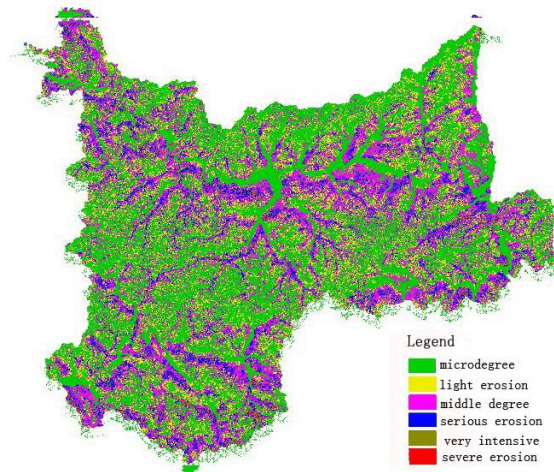 Legend
microdegree
light erosion
middle degree
serious erosion
very intensive
severe erosion